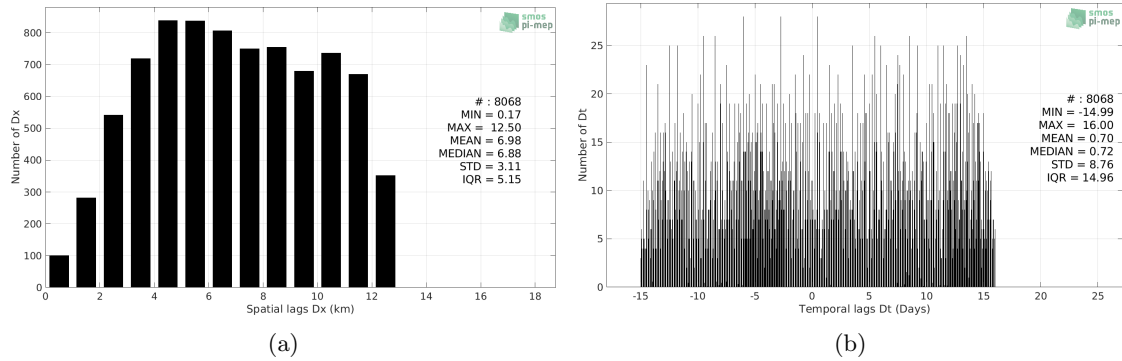 smos
pi-mep
800
700
600
500
400
300
200
100
0
Number of Dx
# : 8068
MIN = 0.17
MAX = 12.50
MEAN = 6.98
MEDIAN = 6.88
STD = 3.11
IQR = 5.15
0 2 4 6 8 10 12 14 16 18
Spatial lags Dx (km)
(a)
smos
pi-mep
25
20
15
10
5
0
Number of Dt
# : 8068
MIN = -14.99
MAX = 16.00
MEAN = 0.70
MEDIAN = 0.72
STD = 8.76
IQR = 14.96
-15 -10 -5 0 5 10 15 20 25
Temporal lags Dt (Days)
(b)